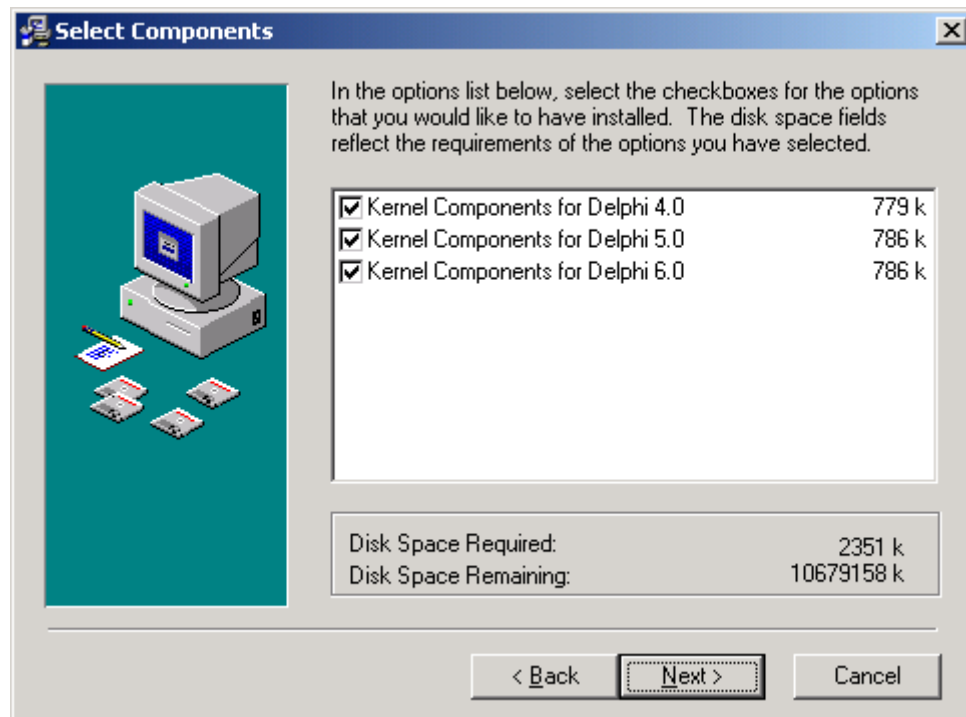 Select Components
In the options list below, select the checkboxes for the options
that you would like to have installed.  The disk space fields
reflect the requirements of the options you have selected.
Kernel Components for Delphi 4.0 779 k
Kernel Components for Delphi 5.0 786 k
Kernel Components for Delphi 6.0 786 k
Disk Space Required: 2351 k
Disk Space Remaining: 10679158 k
< Back Next > Cancel